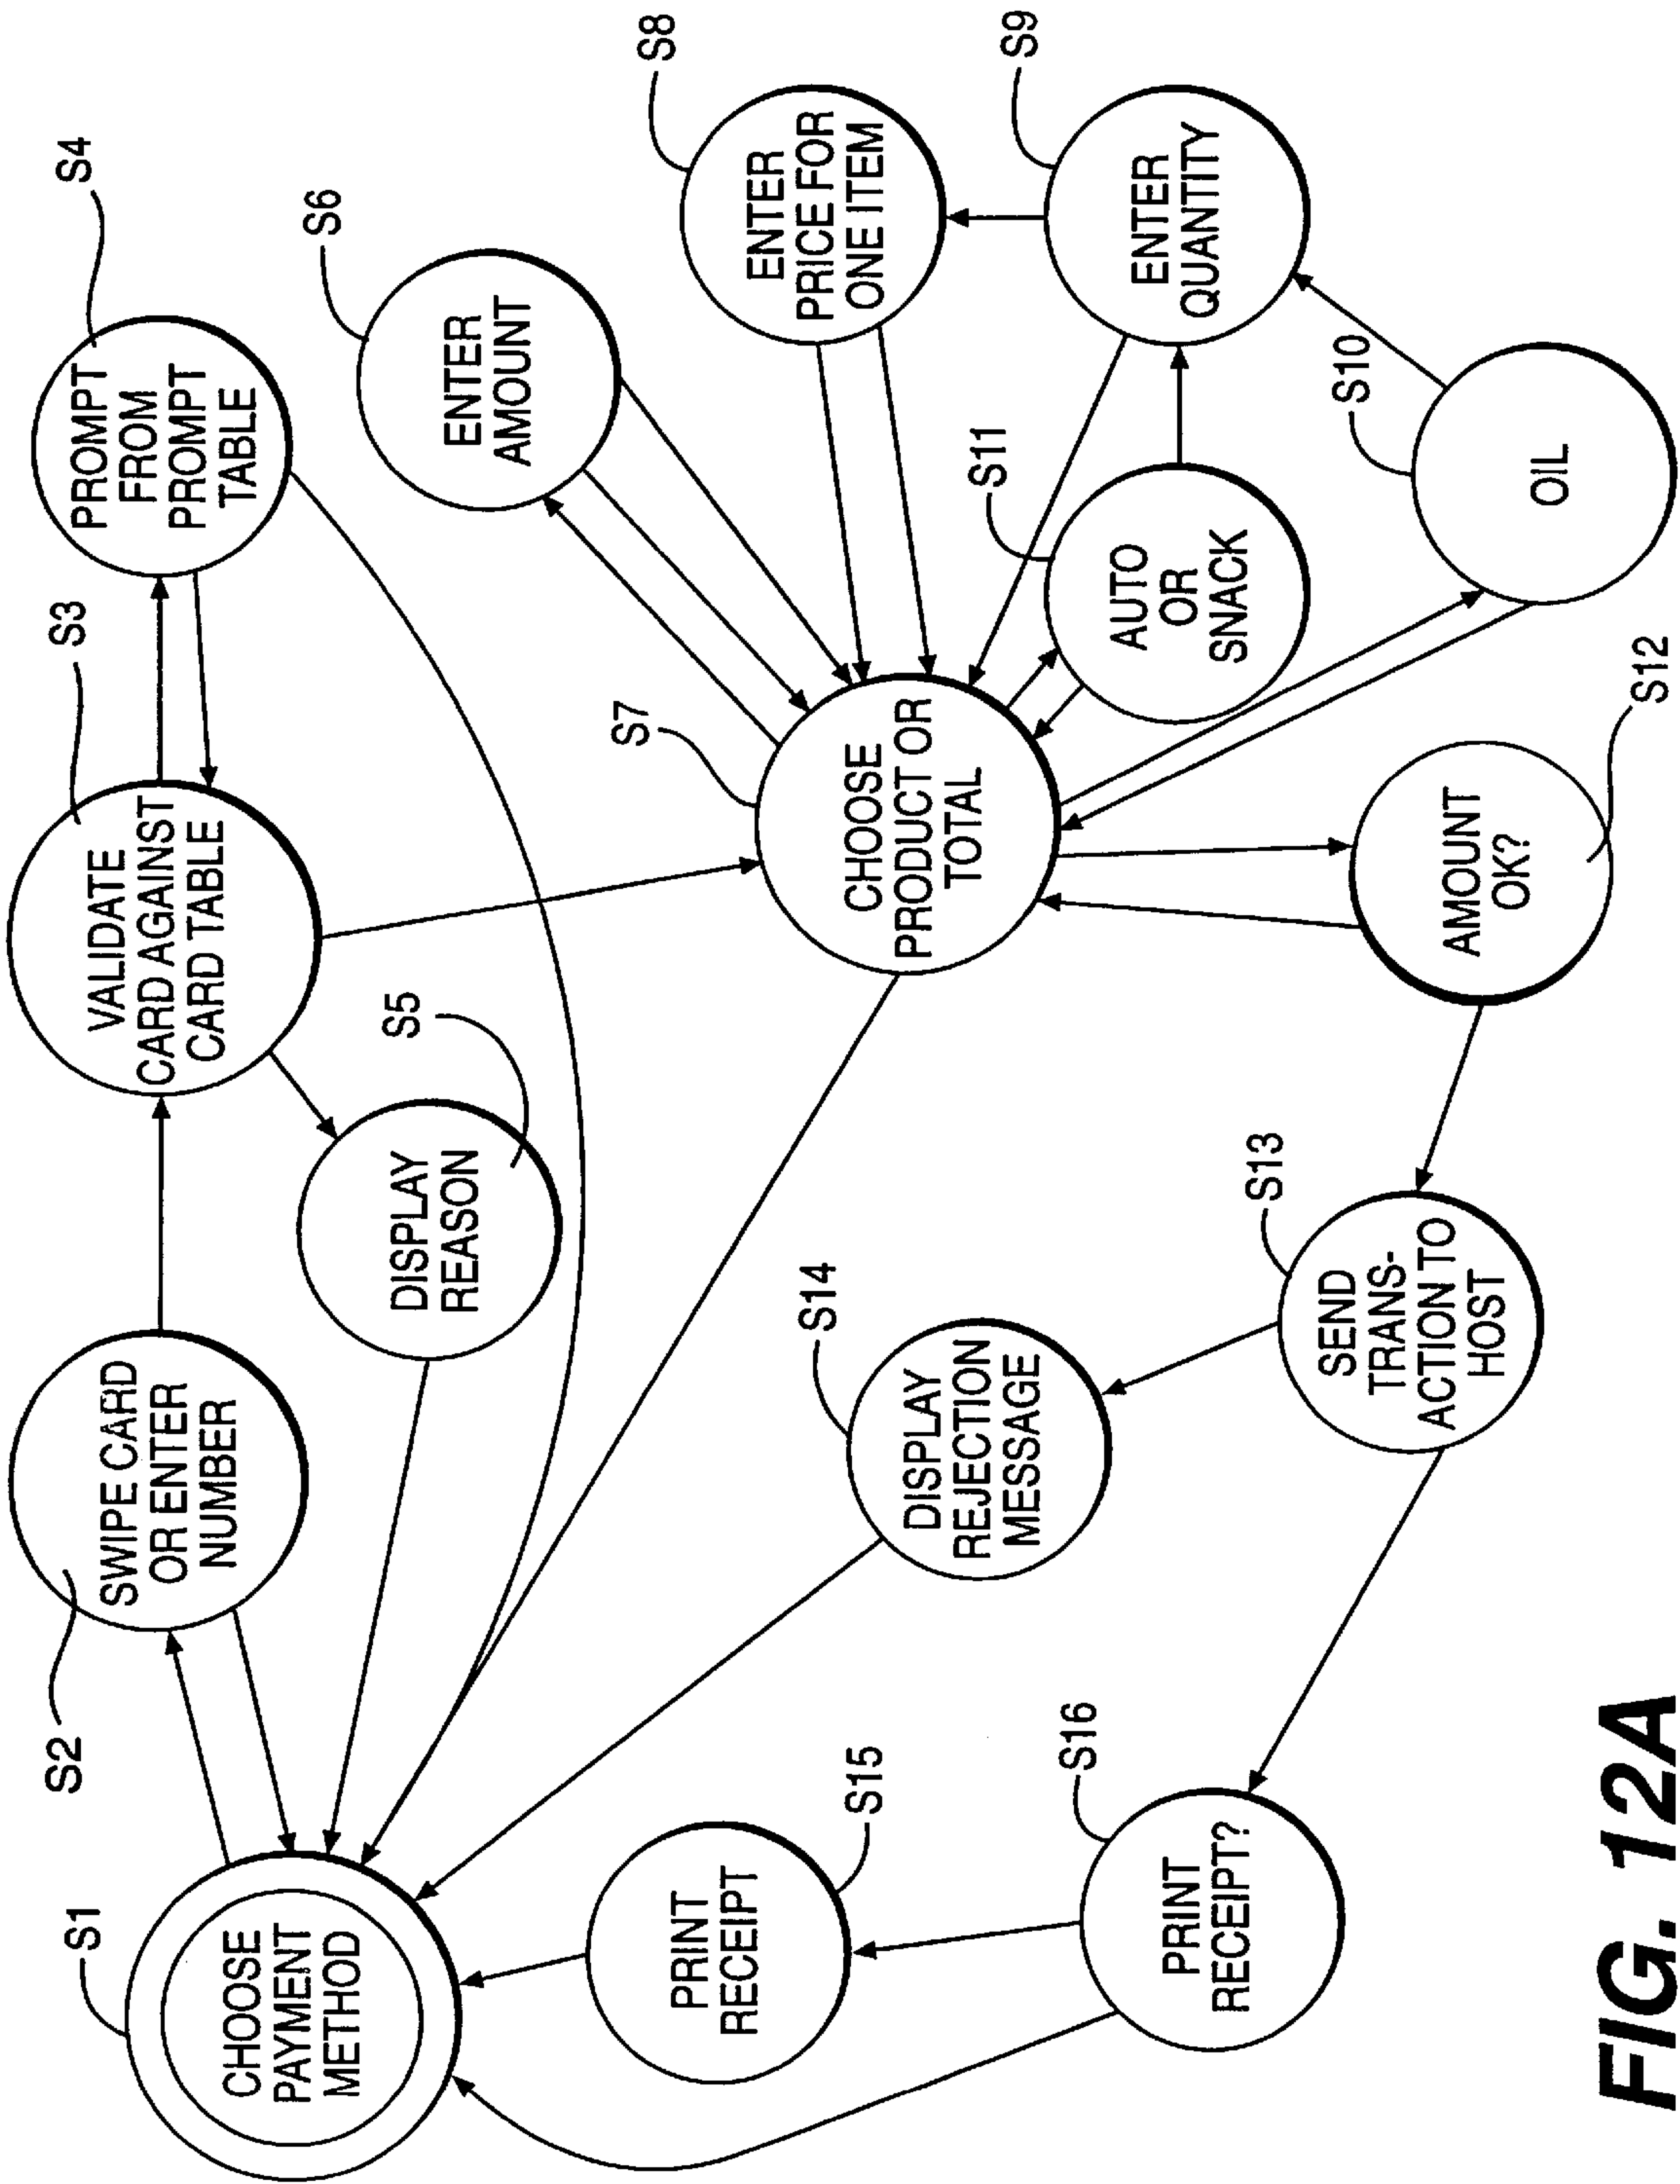 S1
CHOOSE
PAYMENT
METHOD
S2
SWIPE CARD
OR ENTER
NUMBER
S3
VALIDATE
CARD AGAINST
CARD TABLE
S4
PROMPT
FROM
PROMPT
TABLE
S5
DISPLAY
REASON
S6
ENTER
AMOUNT
S7
CHOOSE
PRODUCT OR
TOTAL
S8
ENTER
PRICE FOR
ONE ITEM
S9
ENTER
QUANTITY
S10
OIL
S11
AUTO
OR
SNACK
S12
AMOUNT
OK?
S13
SEND
TRANS-
ACTION TO
HOST
S14
DISPLAY
REJECTION
MESSAGE
S15
PRINT
RECEIPT
S16
PRINT
RECEIPT?
FIG. 12A